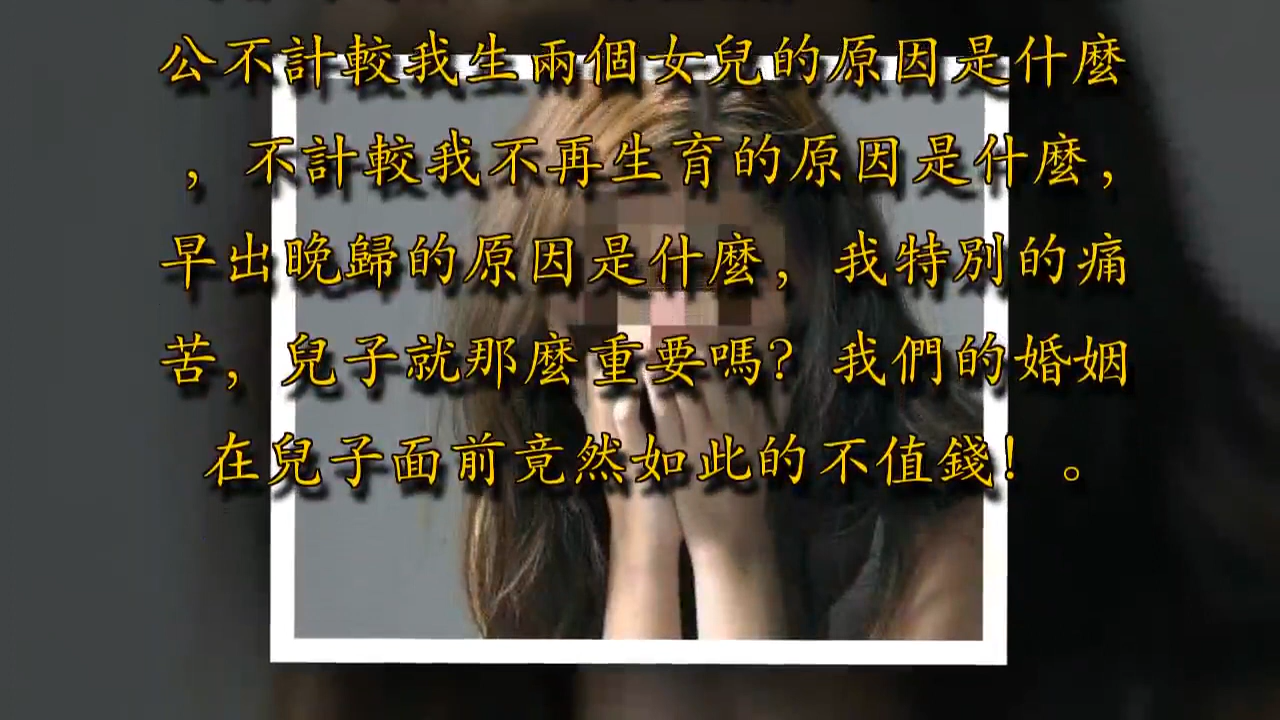 公不計較我生兩個女兒的原因是什麼
，不計較我不再生育的原因是什麼，
早出晚歸的原因是什麼，我特別的痛
苦，兒子就那麼重要嗎？我們的婚姻
在兒子面前竟然如此的不值錢！。